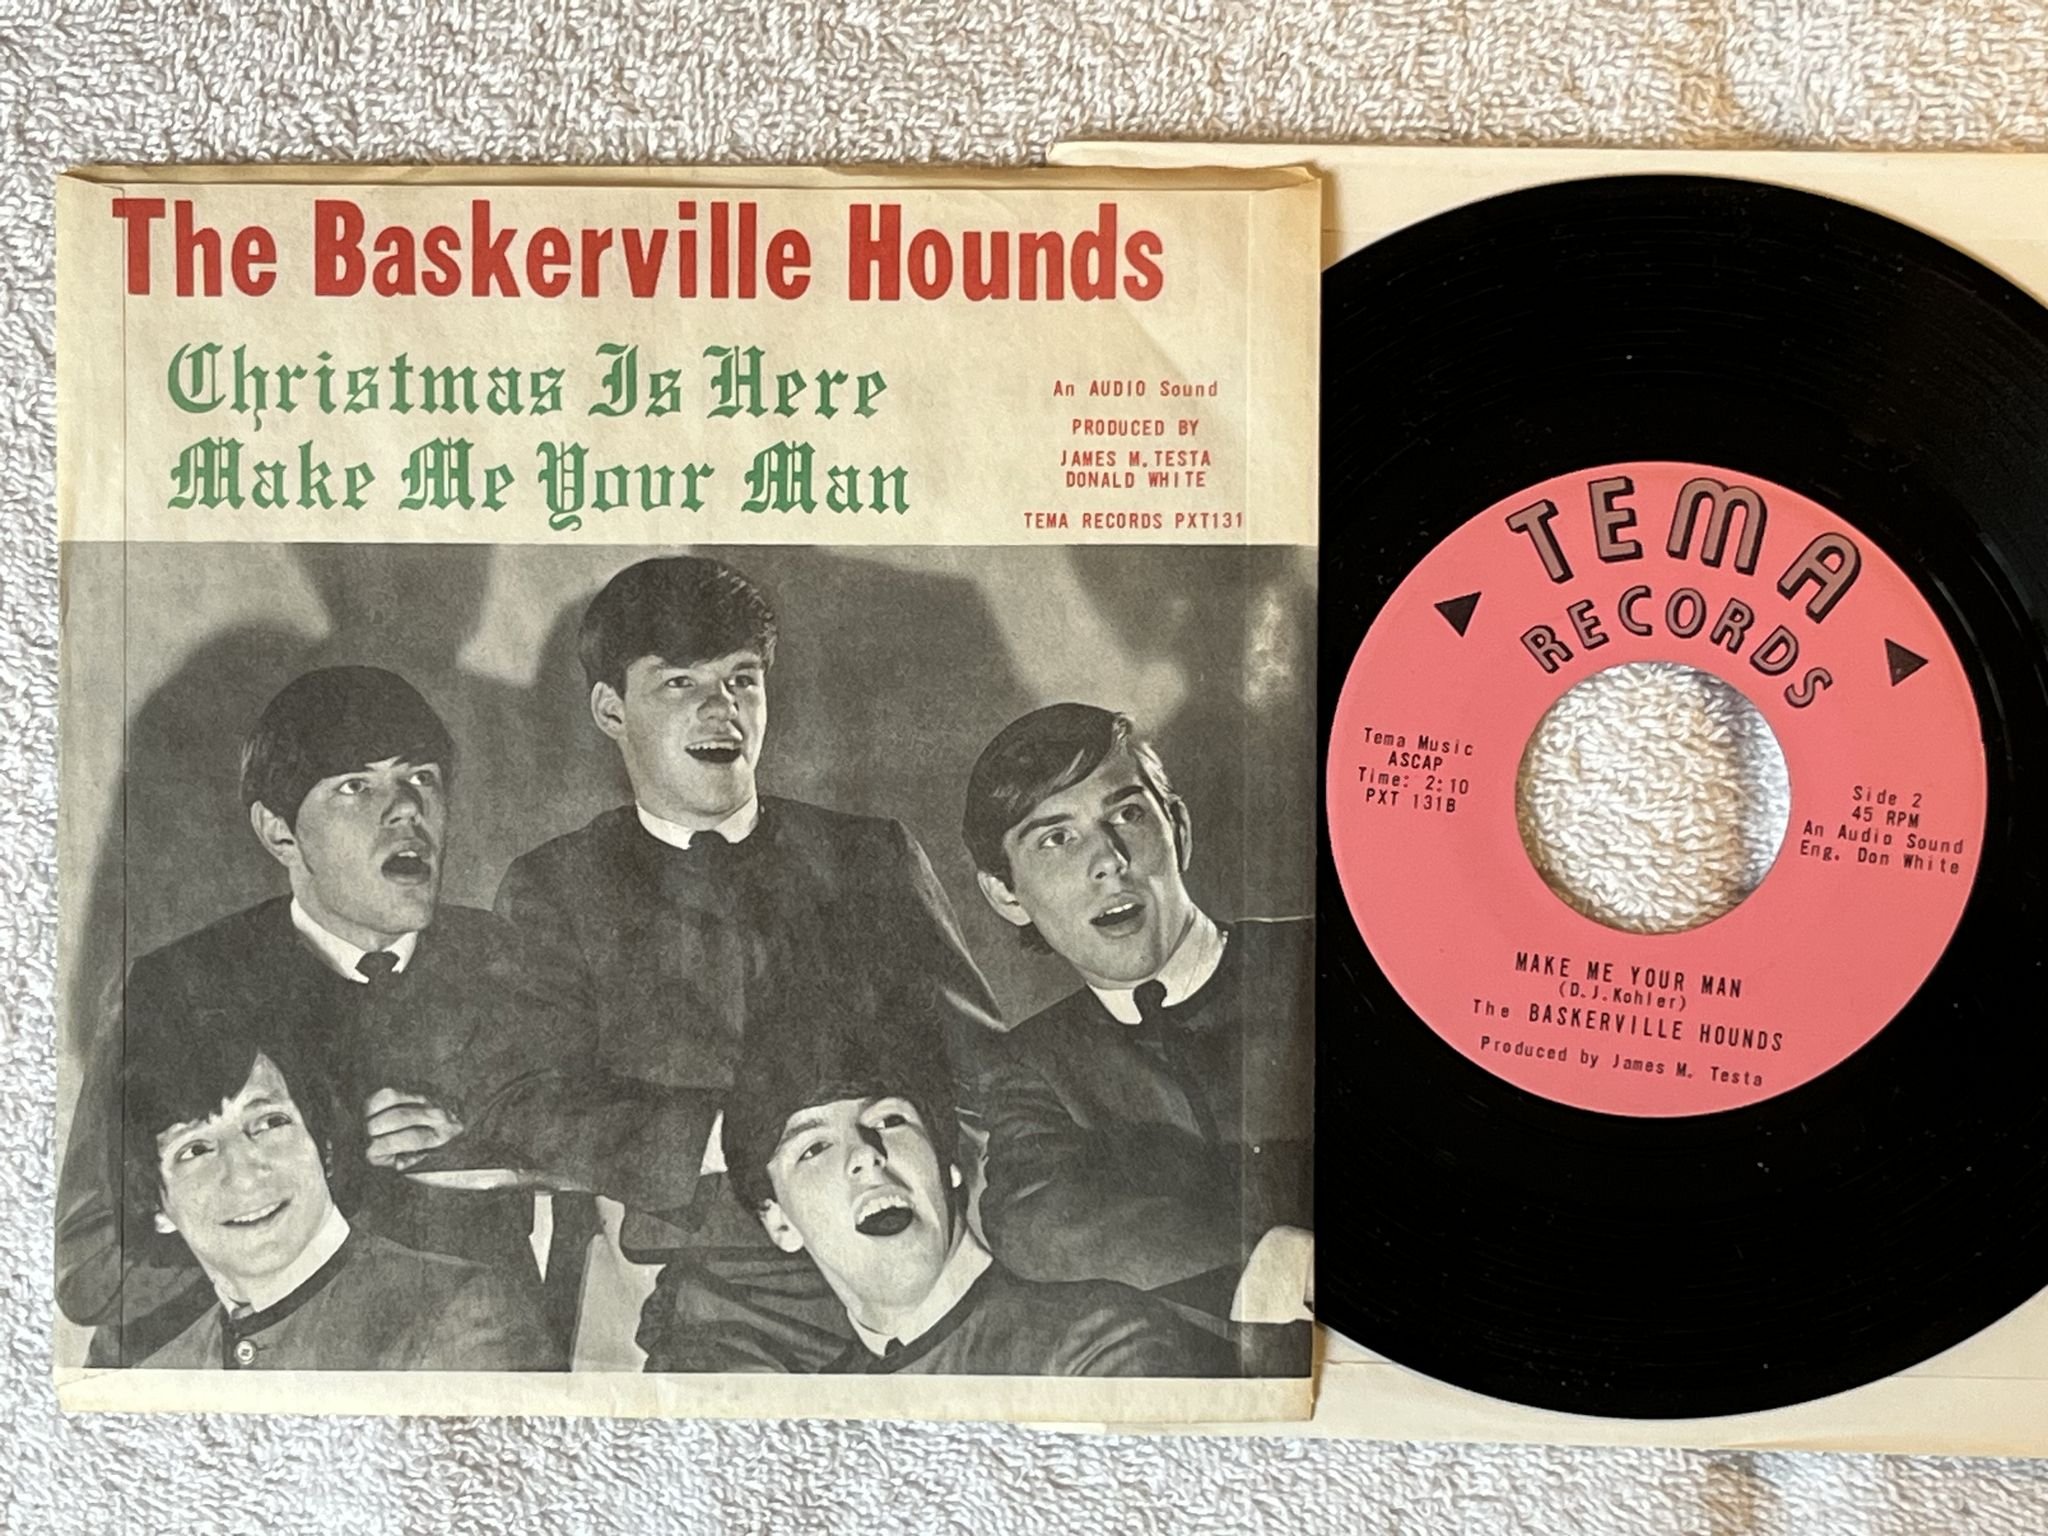 The Baskerville Hounds
Christmas Is Here
Make Me Your Man
An AUDIO Sound
PRODUCED BY
JAMES M. TESTA
DONALD WHITE
TEMA RECORDS PXT131
TEMA
RECORDS
Tema Music
ASCAP
Time: 2:10
PXT 131B
Side 2
45 RPM
An Audio Sound
Eng. Don White
MAKE ME YOUR MAN
(D.J.Kohler)
The BASKERVILLE HOUNDS
Produced by James M. Testa